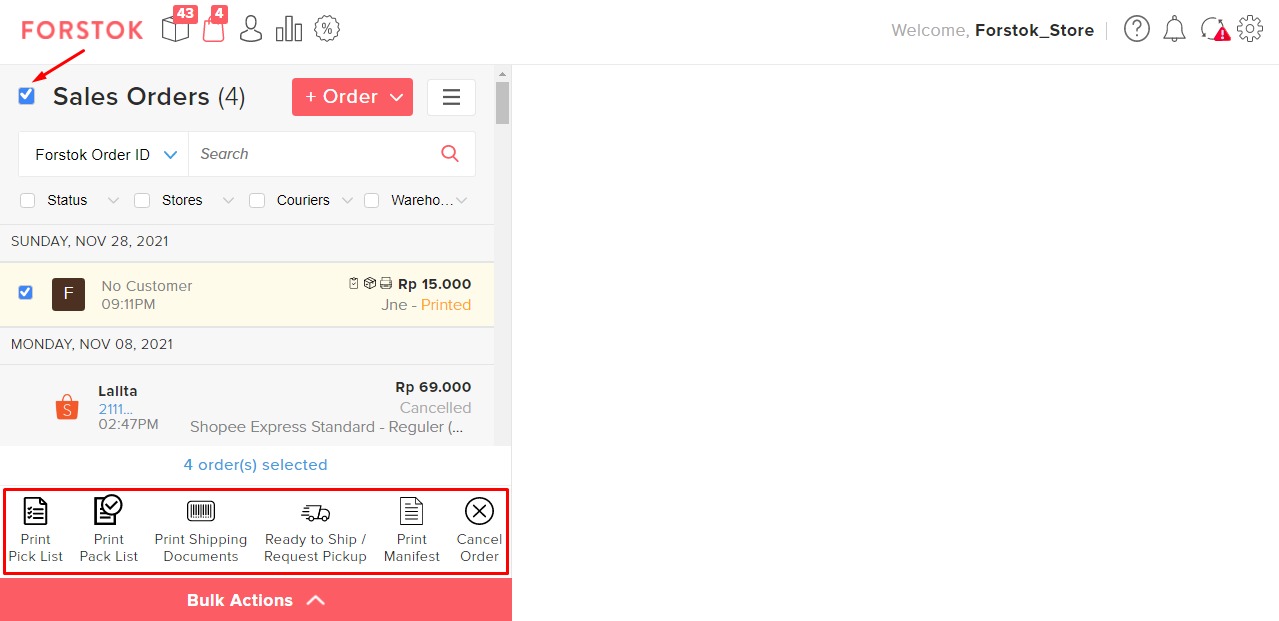 FORSTOK
43
4
%
Welcome, Forstok_Store
?
Sales Orders (4)
+ Order
Forstok Order ID
Search
Status
Stores
Couriers
Wareho...
SUNDAY, NOV 28, 2021
F
No Customer
Rp 15.000
09:11PM
Jne - Printed
MONDAY, NOV 08, 2021
S
Lalita
Rp 69.000
2111...
Cancelled
02:47PM
Shopee Express Standard - Reguler (...
4 order(s) selected
Print
Pick List
Print
Pack List
Print Shipping
Documents
Ready to Ship /
Request Pickup
Print
Manifest
Cancel
Order
Bulk Actions